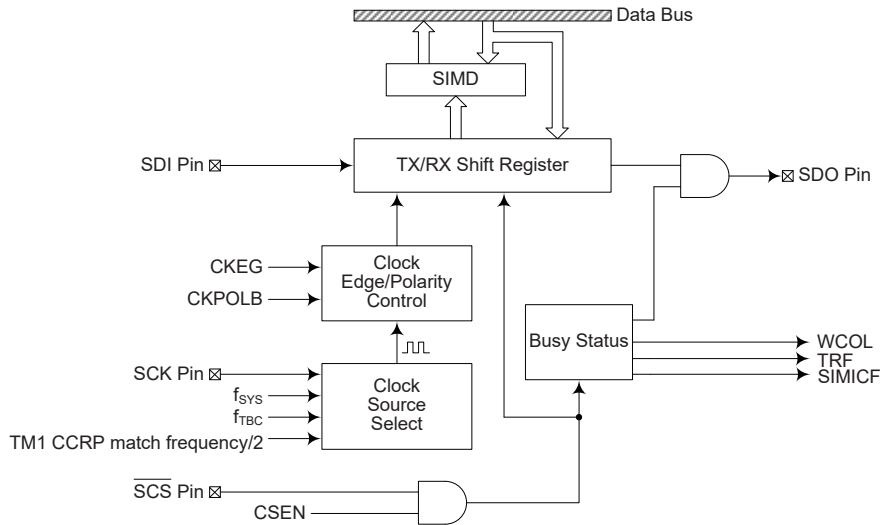 Data Bus
SIMD
SDI Pin
TX/RX Shift Register
SDO Pin
CKEG
CKPOLB
Clock
Edge/Polarity
Control
Busy Status
WCOL
TRF
SIMICF
SCK Pin
fSYS
fTBC
TM1 CCRP match frequency/2
Clock
Source
Select
SCS Pin
CSEN